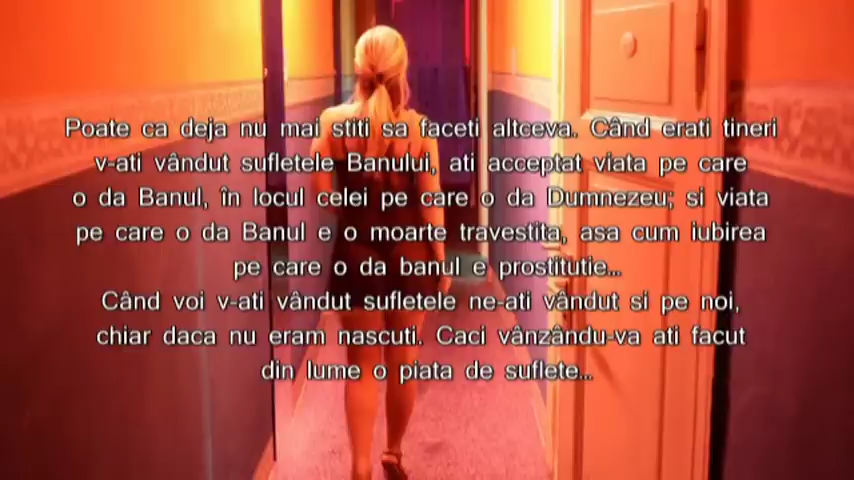 Poate ca deja nu mai stiti sa faceti altceva. Când erati tineri
v-ati vândut sufletele Banului, ati acceptat viata pe care
o da Banul, în locul celei pe care o da Dumnezeu; si viata
pe care o da Banul e o moarte travestita, asa cum iubirea
pe care o da banul e prostitutie...
Când voi v-ati vândut sufletele ne-ati vândut si pe noi,
chiar daca nu eram nascuti. Caci vânzându-va ati facut
din lume o piata de suflete...